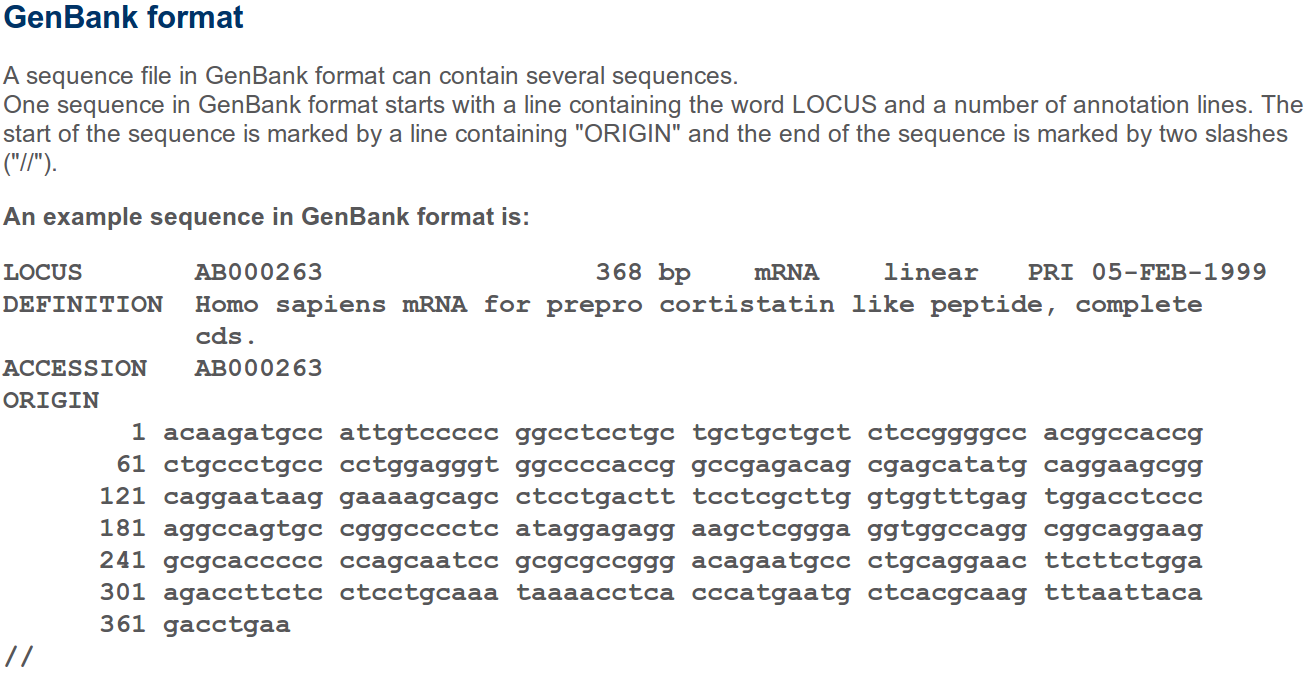 GenBank format
A sequence file in GenBank format can contain several sequences.
One sequence in GenBank format starts with a line containing the word LOCUS and a number of annotation lines. The
start of the sequence is marked by a line containing "ORIGIN" and the end of the sequence is marked by two slashes
("//").
An example sequence in GenBank format is:
LOCUS       AB000263                 368 bp    mRNA    linear   PRI 05-FEB-1999
DEFINITION  Homo sapiens mRNA for prepro cortistatin like peptide, complete
            cds.
ACCESSION   AB000263
ORIGIN
        1 acaagatgcc attgtccccc ggcctcctgc tgctgctgct ctccggggcc acggccaccg
       61 ctgccctgcc cctggagggt ggccccaccg gccgagacag cgagcatatg caggaagcgg
      121 caggaataag gaaaagcagc ctcctgactt tcctcgcttg gtggtttgag tggacctccc
      181 aggccagtgc cgggcccctc ataggagagg aagctcggga ggtggccagg cggcaggaag
      241 gcgcaccccc ccagcaatcc gcgcgccggg acagaatgcc ctgcaggaac ttcttctgga
      301 agaccttctc ctcctgcaaa taaaacctca cccatgaatg ctcacgcaag tttaattaca
      361 gacctgaa
//